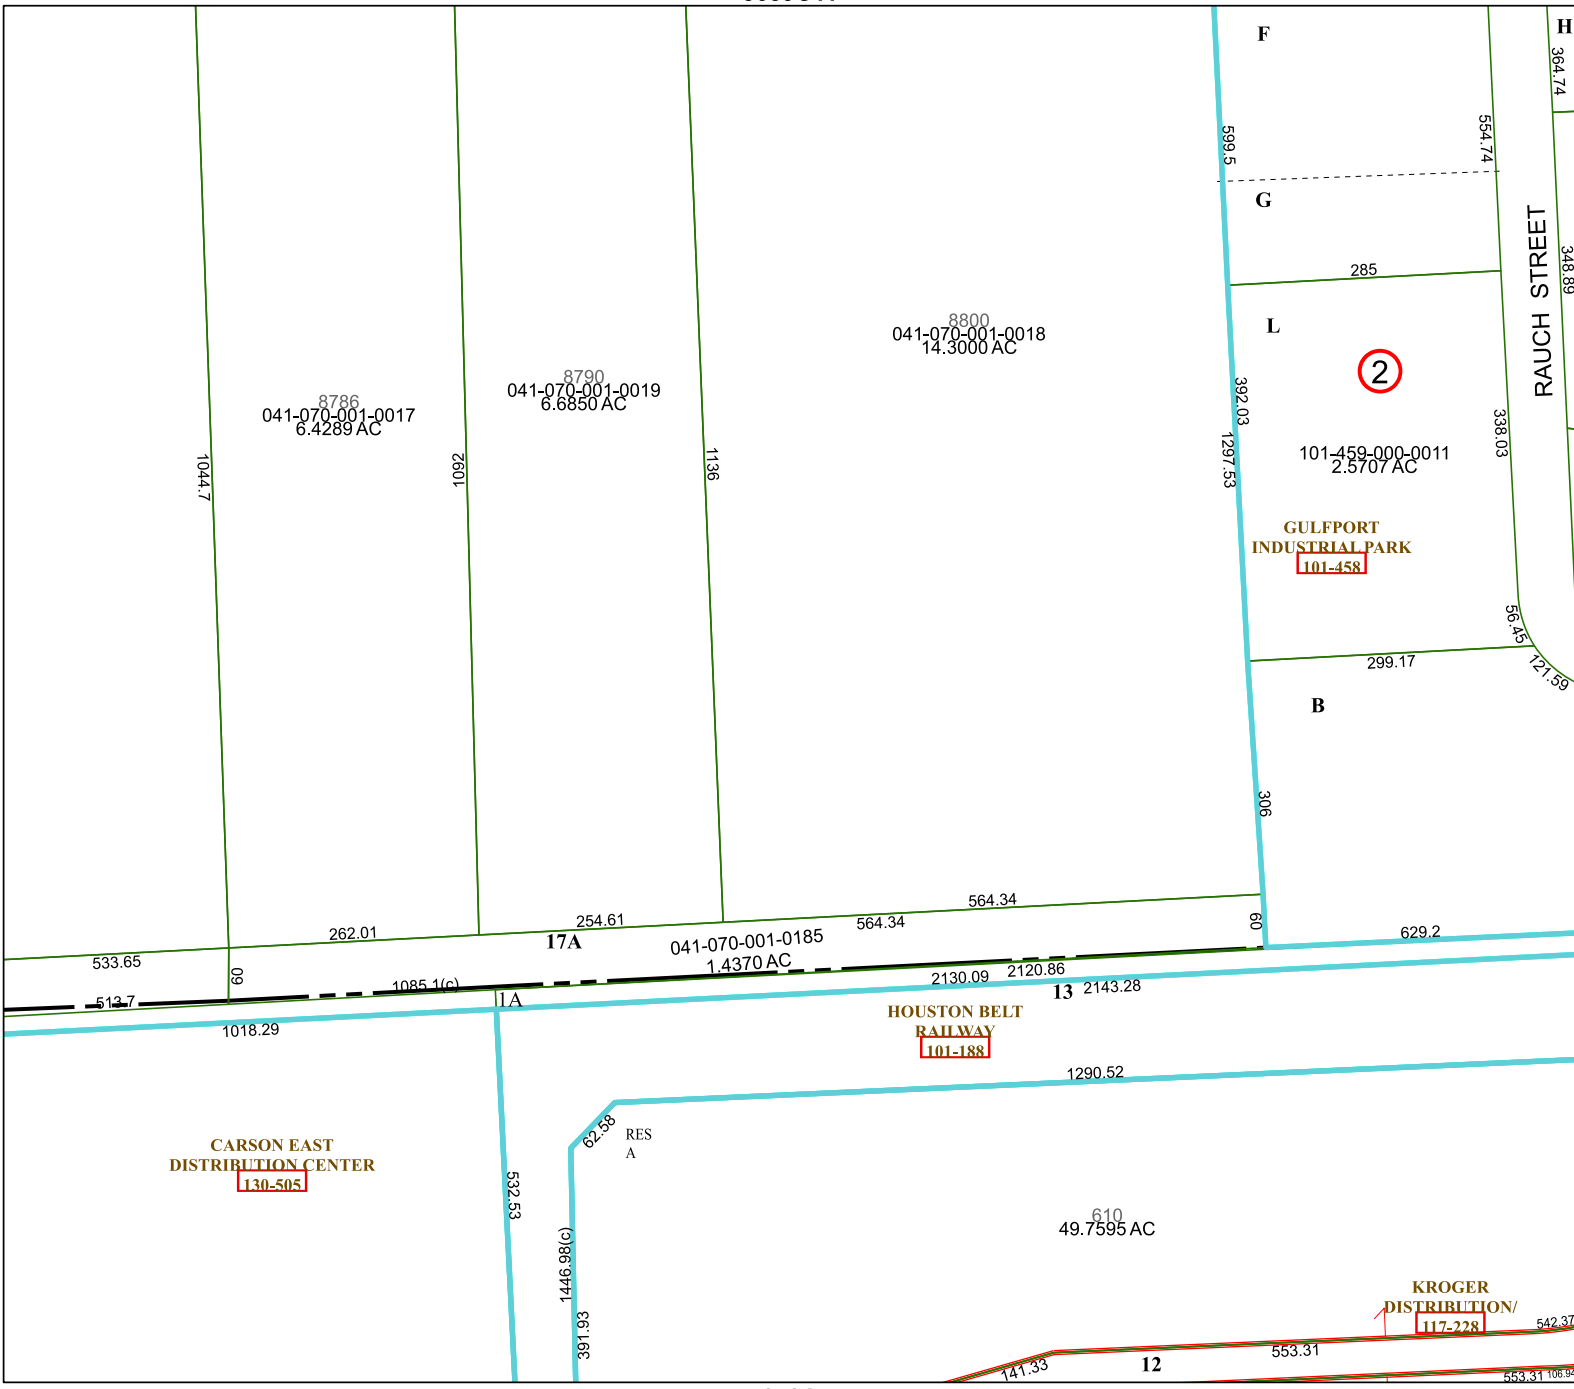 F
H
364.74
599.5
554.74
G
RAUCH STREET
348.89
285
L
8800
041-070-001-0018
14.3000 AC
2
8790
041-070-001-0019
6.6850 AC
8786
041-070-001-0017
6.4289 AC
392.03
338.03
1044.7
1092
1136
1297.53
101-459-000-0011
2.5707 AC
GULFPORT
INDUSTRIAL PARK
101-458
56.45
299.17
121.59
B
306
564.34
564.34
254.61
262.01
17A
60
629.2
533.65
041-070-001-0185
1.4370 AC
60
1085.1(c)
2130.09
2120.86
2143.28
13
513.7
1A
1018.29
HOUSTON BELT
RAILWAY
101-188
1290.52
62.58
RES
A
CARSON EAST
DISTRIBUTION CENTER
130-505
532.53
1446.98(c)
610
49.7595 AC
391.93
KROGER
DISTRIBUTION/
117-228
542.37
553.31
12
141.33
553.31
106.94